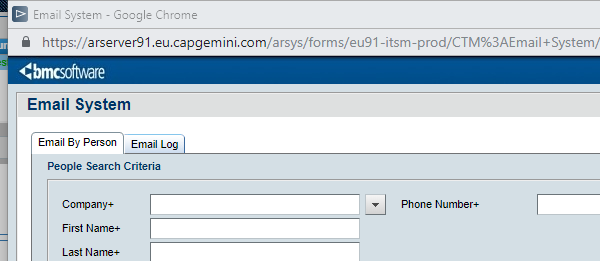 Email System - Google Chrome
https://arserver91.eu.capgemini.com/arsys/forms/eu91-itsm-prod/CTM%3AEmail+System/
bmcsoftware
Email System
Email By Person Email Log
People Search Criteria
Company+ Phone Number+
First Name+
Last Name+